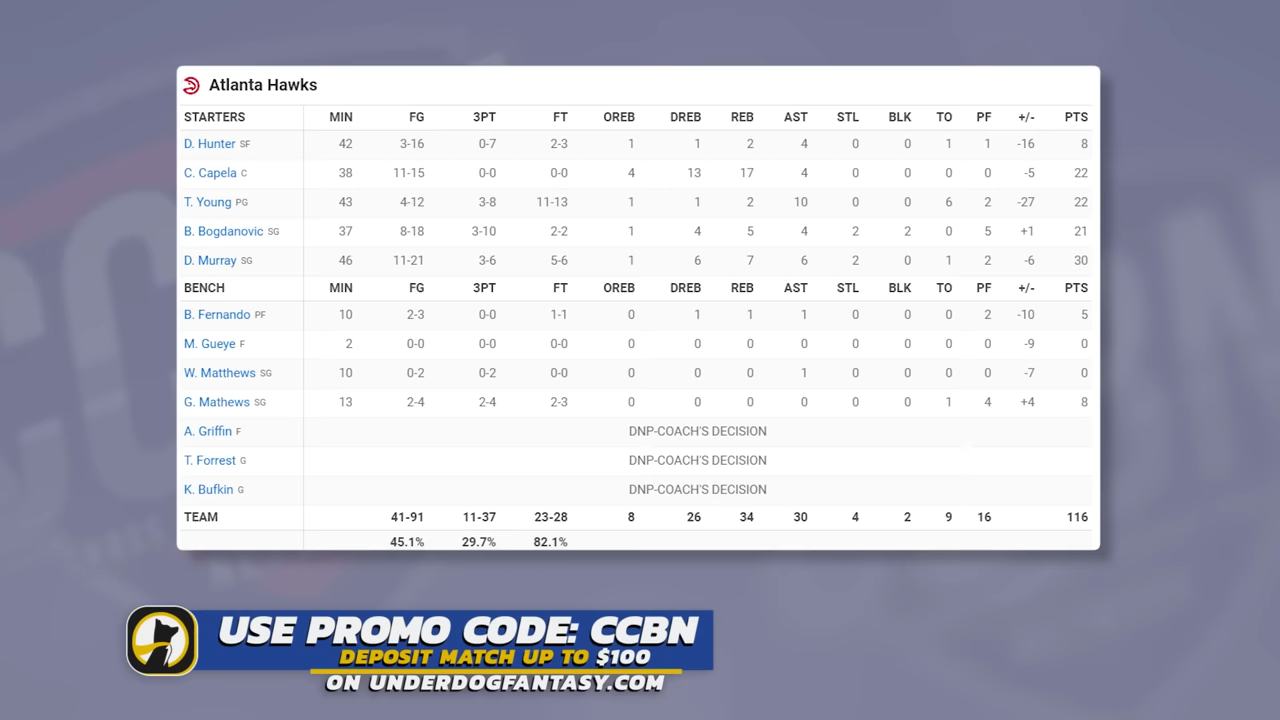 Atlanta Hawks
STARTERS MIN FG 3PT FT OREB DREB REB AST STL BLK TO PF +/- PTS
D. Hunter SF 42 3-16 0-7 2-3 1 1 2 4 0 0 1 1 -16 8
C. Capela C 38 11-15 0-0 0-0 4 13 17 4 0 0 0 0 -5 22
T. Young PG 43 4-12 3-8 11-13 1 1 2 10 0 0 6 2 -27 22
B. Bogdanovic SG 37 8-18 3-10 2-2 1 4 5 4 2 2 0 5 +1 21
D. Murray SG 46 11-21 3-6 5-6 1 6 7 6 2 0 1 2 -6 30
BENCH MIN FG 3PT FT OREB DREB REB AST STL BLK TO PF +/- PTS
B. Fernando PF 10 2-3 0-0 1-1 0 1 1 1 0 0 0 2 -10 5
M. Gueye F 2 0-0 0-0 0-0 0 0 0 0 0 0 0 0 -9 0
W. Matthews SG 10 0-2 0-2 0-0 0 0 0 1 0 0 0 0 -7 0
G. Mathews SG 13 2-4 2-4 2-3 0 0 0 0 0 0 1 4 +4 8
A. Griffin F DNP-COACH'S DECISION
T. Forrest G DNP-COACH'S DECISION
K. Bufkin G DNP-COACH'S DECISION
TEAM 41-91 11-37 23-28 8 26 34 30 4 2 9 16 116
45.1% 29.7% 82.1%
USE PROMO CODE: CCBN
DEPOSIT MATCH UP TO $100
ON UNDERDOGFANTASY.COM